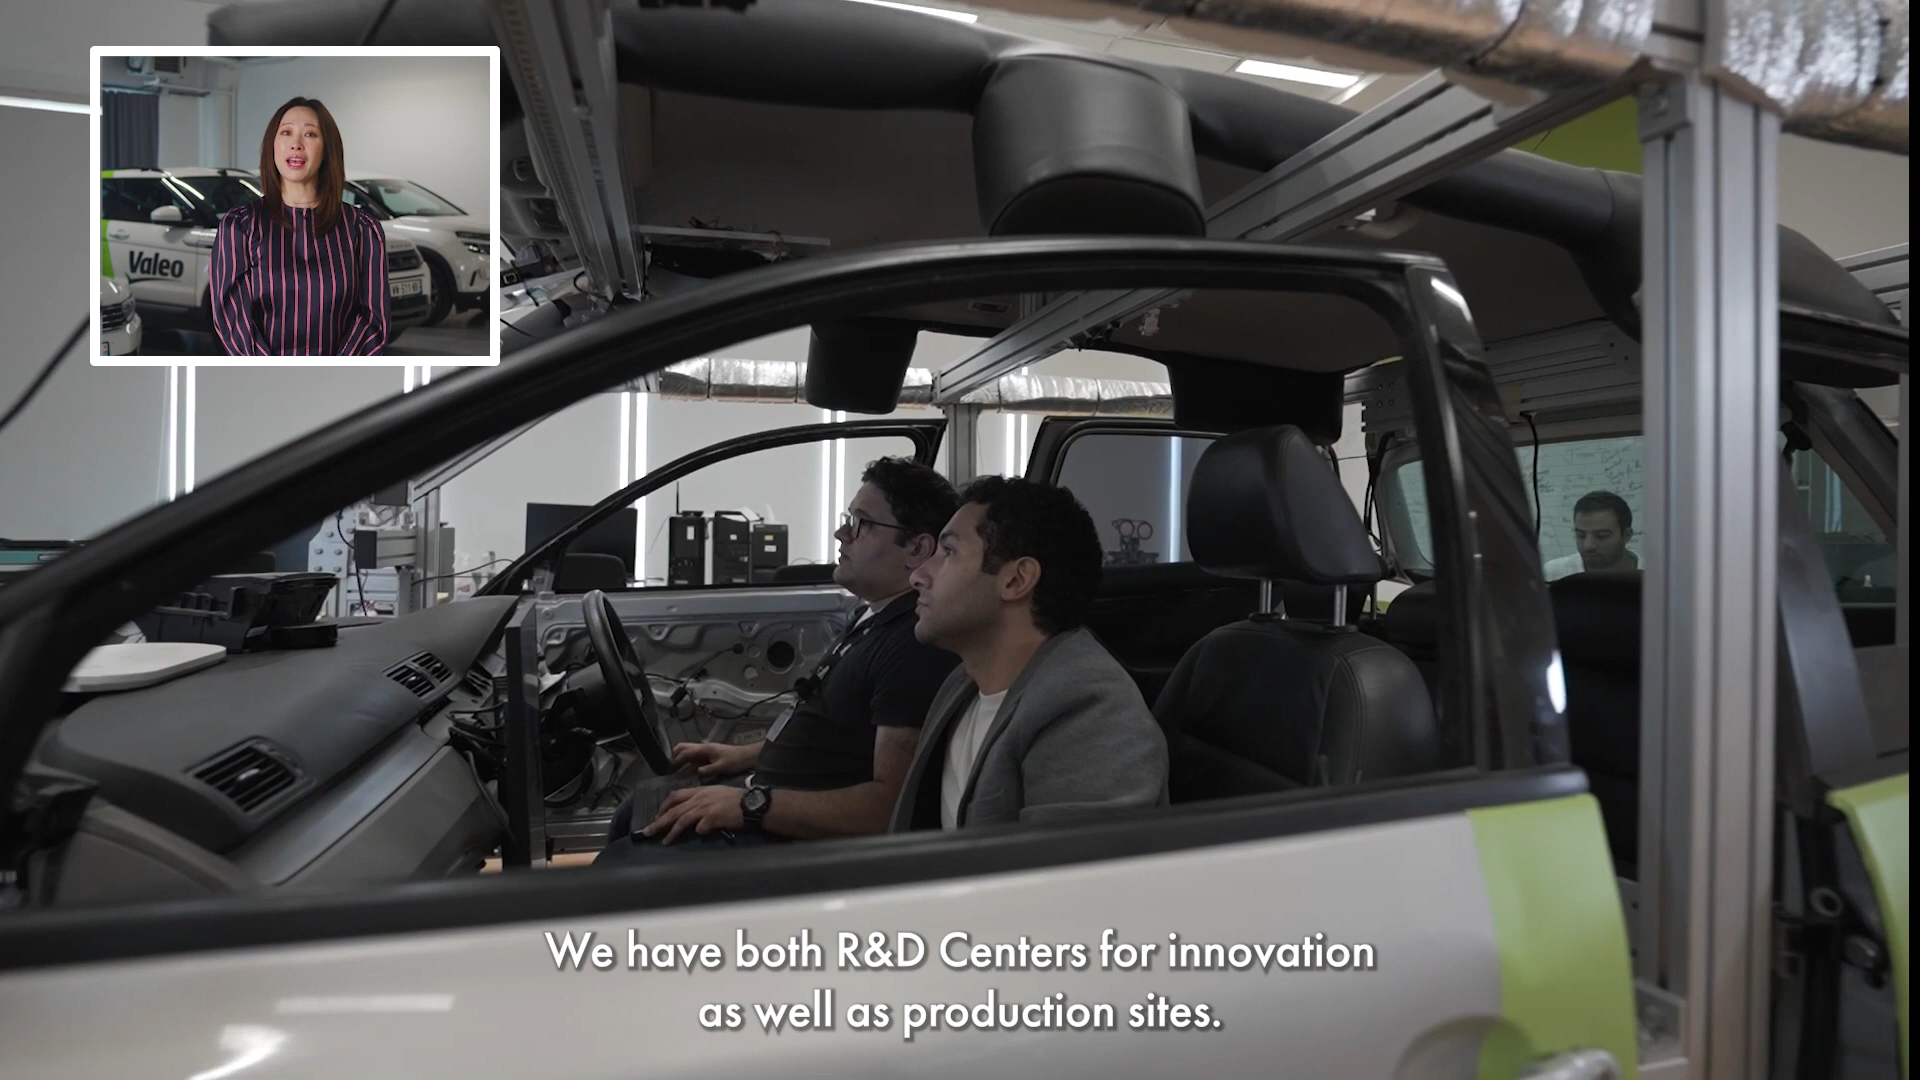 Valeo
We have both R&D Centers for innovation
as well as production sites.